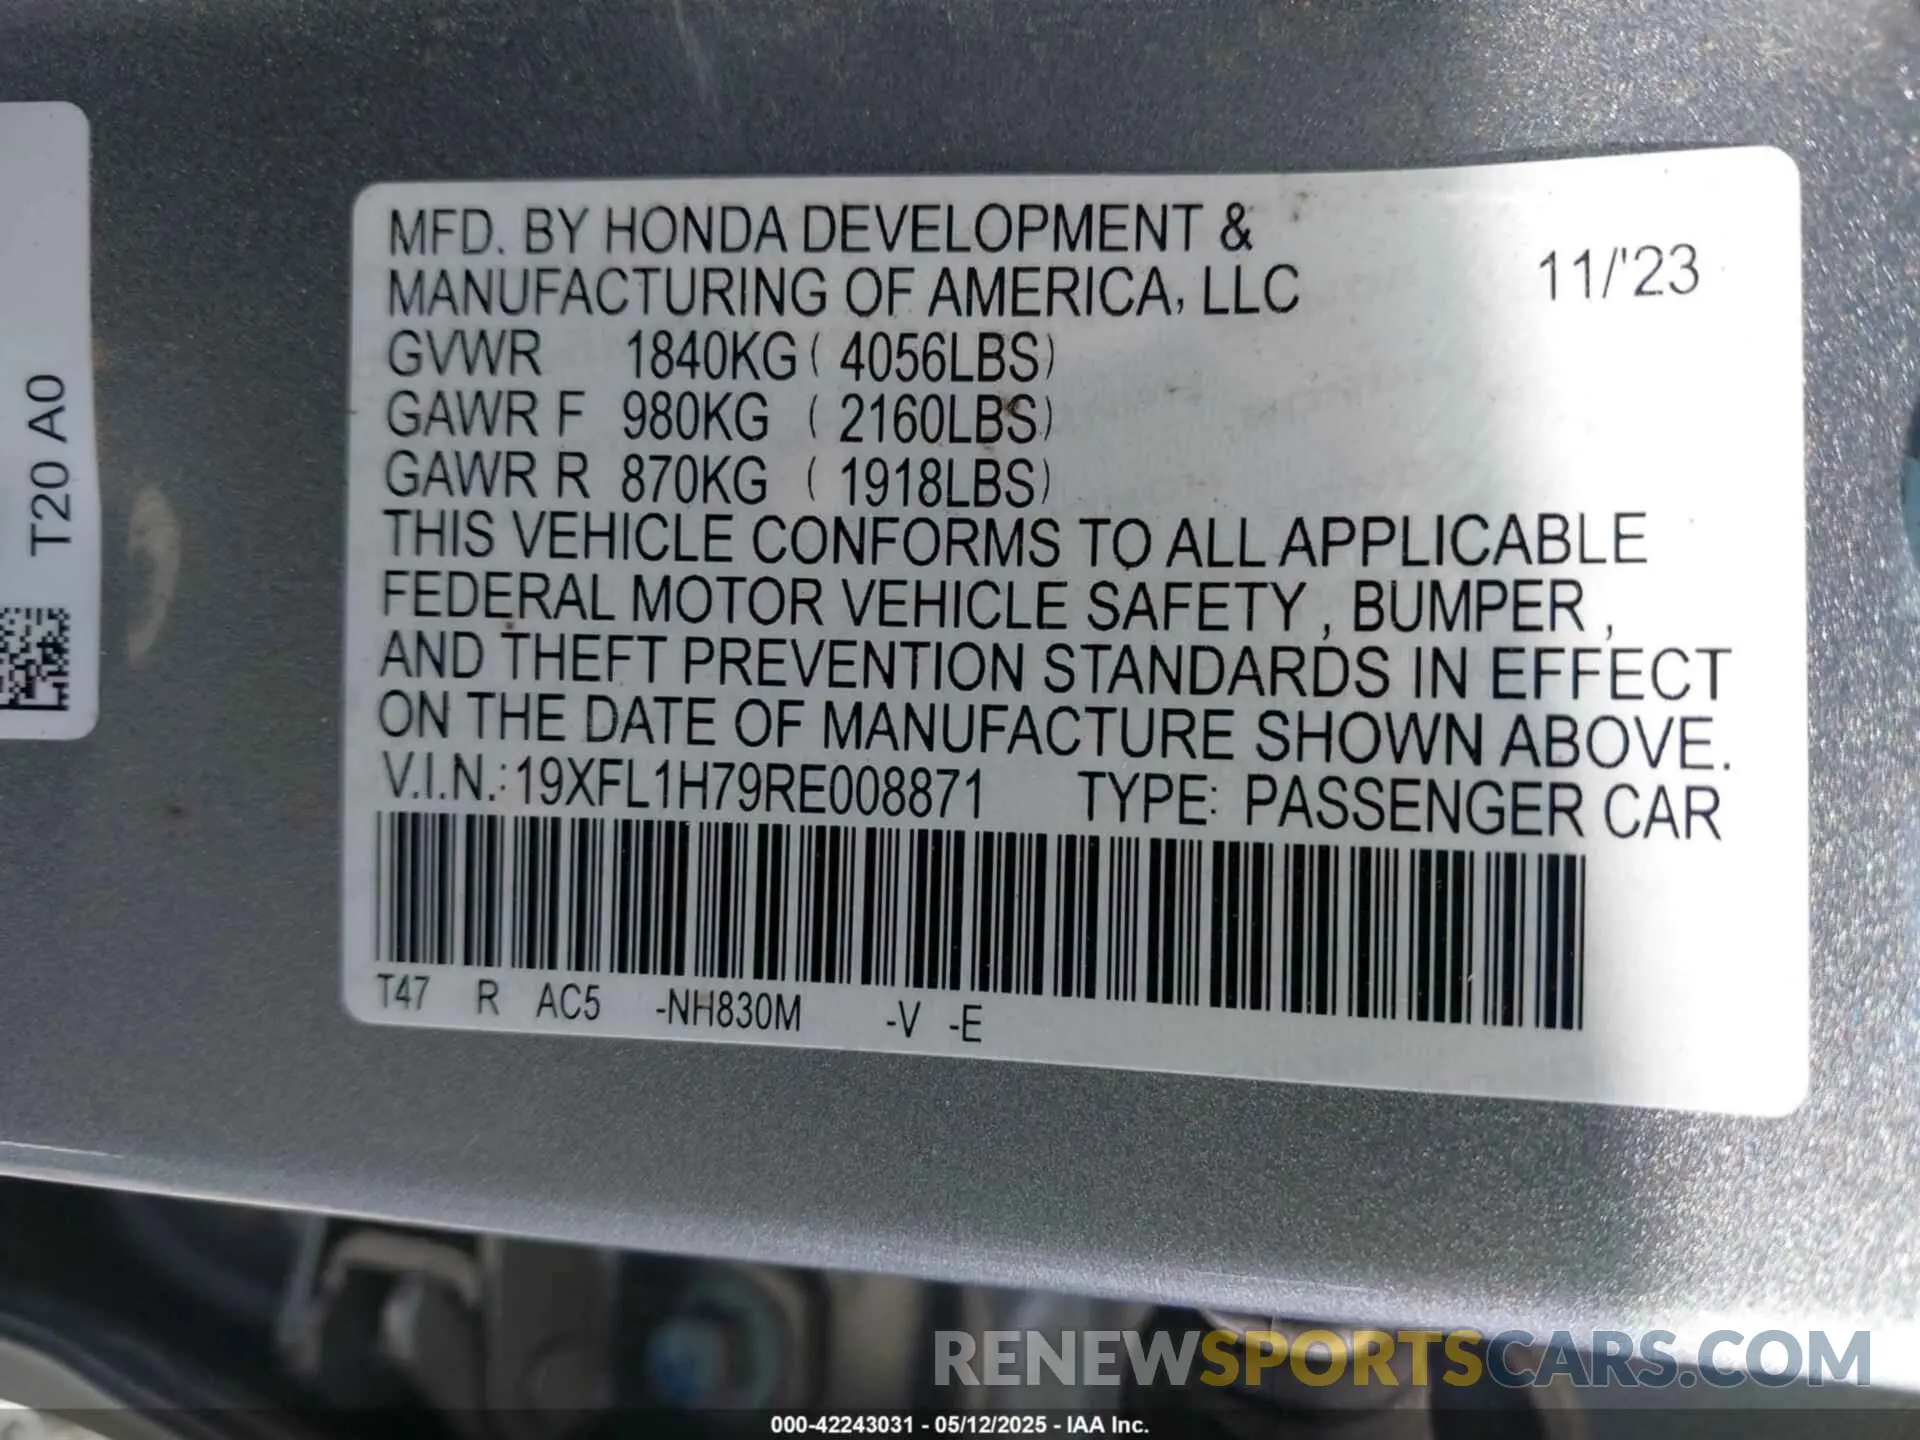 T20 A0
MFD. BY HONDA DEVELOPMENT &
MANUFACTURING OF AMERICA, LLC
11/'23
GVWR 1840KG ( 4056LBS)
GAWR F 980KG ( 2160LBS)
GAWR R 870KG ( 1918LBS)
THIS VEHICLE CONFORMS TO ALL APPLICABLE
FEDERAL MOTOR VEHICLE SAFETY , BUMPER ,
AND THEFT PREVENTION STANDARDS IN EFFECT
ON THE DATE OF MANUFACTURE SHOWN ABOVE.
V.I.N.: 19XFL1H79RE008871 TYPE: PASSENGER CAR
T47 R AC5 -NH830M -V -E
RENEWSPORTSCARS.COM
000-42243031 - 05/12/2025 - IAA Inc.